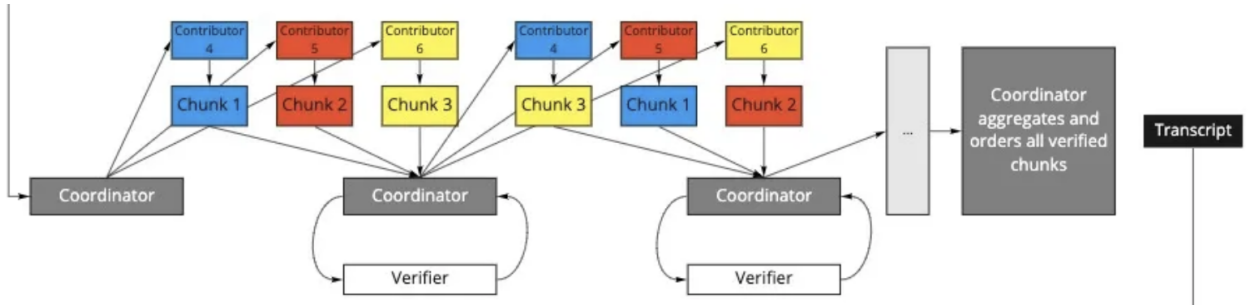 Contributor
4
Contributor
5
Contributor
6
Contributor
4
Contributor
5
Contributor
6
Chunk 1
Chunk 2
Chunk 3
Chunk 3
Chunk 1
Chunk 2
...
Coordinator
aggregates and
orders all verified
chunks
Transcript
Coordinator
Coordinator
Coordinator
Verifier
Verifier